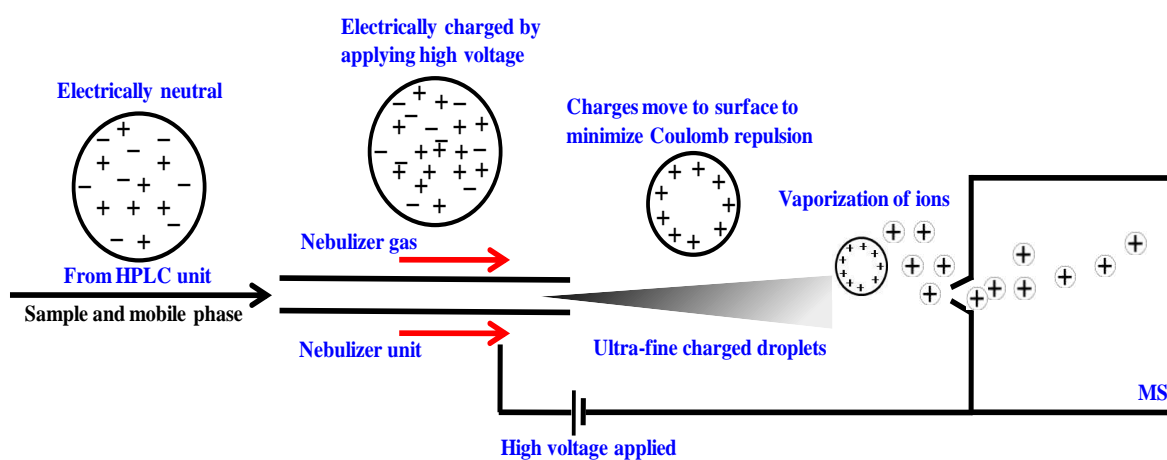 Electrically neutral
Electrically charged by
applying high voltage
Charges move to surface to
minimize Coulomb repulsion
Vaporization of ions
Nebulizer gas
From HPLC unit
Sample and mobile phase
Nebulizer unit
Ultra-fine charged droplets
High voltage applied
MS